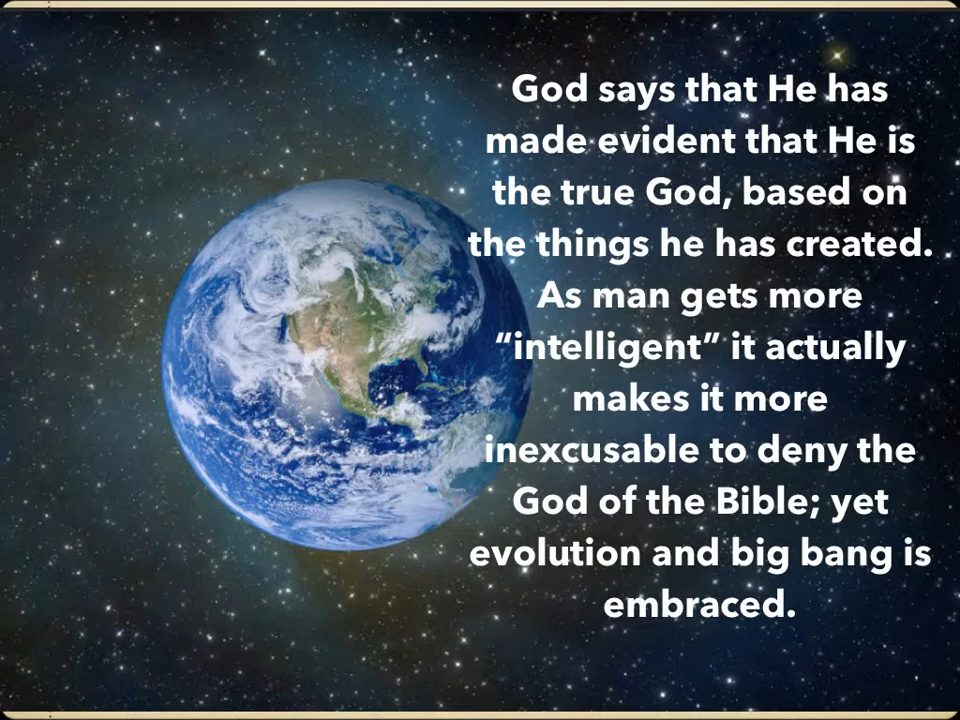 God says that He has
made evident that He is
the true God, based on
the things he has created.
As man gets more
“intelligent” it actually
makes it more
inexcusable to deny the
God of the Bible; yet
evolution and big bang is
embraced.